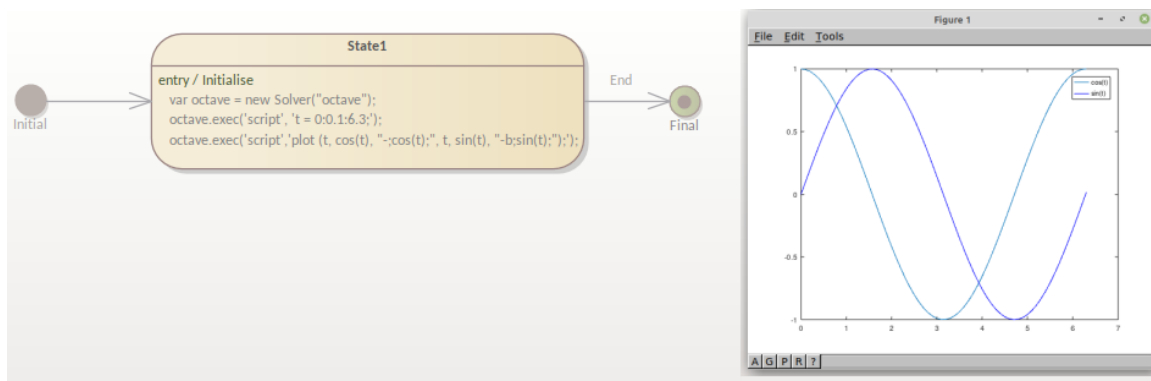 State1
entry / Initialise
var octave = new Solver("octave");
octave.exec('script', 't = 0:0.1:6.3;');
octave.exec('script','plot (t, cos(t), "-;cos(t);", t, sin(t), "-b;sin(t);");');
Initial
End
Final
Figure 1
File Edit Tools
cos(t)
sin(t)
1
0.5
0
-0.5
-1
0 1 2 3 4 5 6 7
A G P R ?